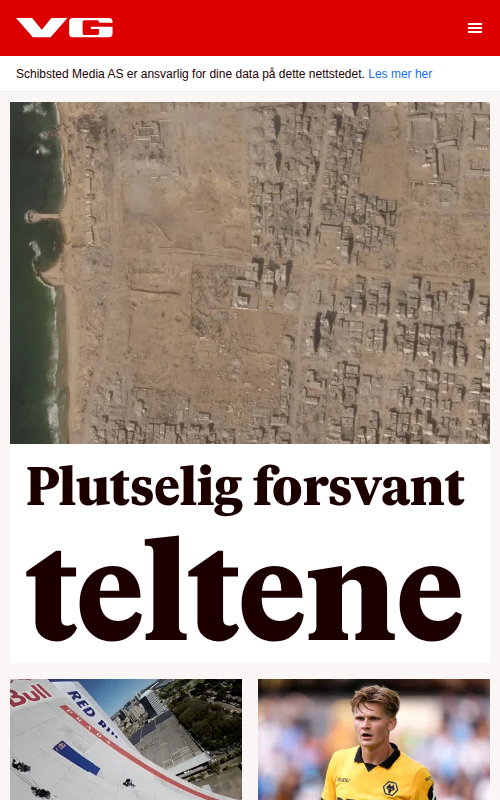 VG
Schibsted Media AS er ansvarlig for dine data på dette nettstedet. Les mer her
Plutselig forsvant
teltene
Bull
RED BULL